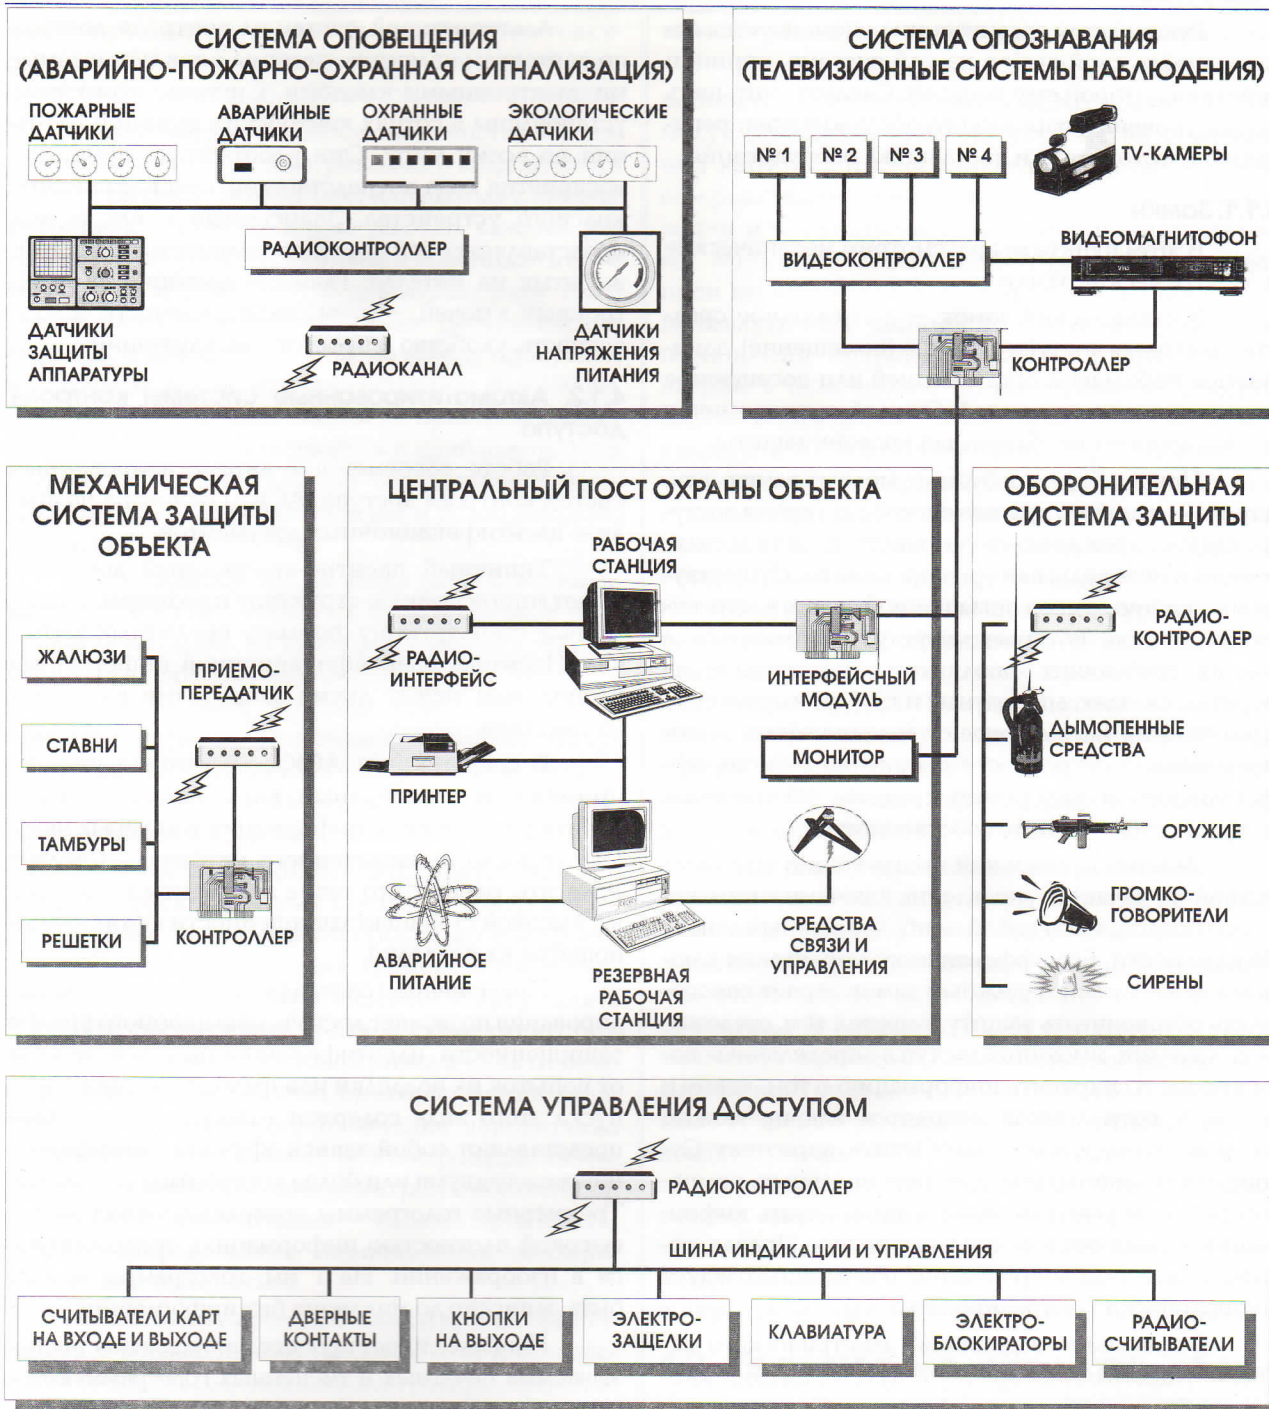 СИСТЕМА ОПОВЕЩЕНИЯ
(АВАРИЙНО-ПОЖАРНО-ОХРАННАЯ СИГНАЛИЗАЦИЯ)
ПОЖАРНЫЕ
ДАТЧИКИ
АВАРИЙНЫЕ
ДАТЧИКИ
ОХРАННЫЕ
ДАТЧИКИ
ЭКОЛОГИЧЕСКИЕ
ДАТЧИКИ
РАДИОКОНТРОЛЛЕР
ДАТЧИКИ
ЗАЩИТЫ
АППАРАТУРЫ
РАДИОКАНАЛ
ДАТЧИКИ
НАПРЯЖЕНИЯ
ПИТАНИЯ
СИСТЕМА ОПОЗНАВАНИЯ
(ТЕЛЕВИЗИОННЫЕ СИСТЕМЫ НАБЛЮДЕНИЯ)
№ 1
№ 2
№ 3
№ 4
TV-КАМЕРЫ
ВИДЕОМАГНИТОФОН
ВИДЕОКОНТРОЛЛЕР
КОНТРОЛЛЕР
МЕХАНИЧЕСКАЯ
СИСТЕМА ЗАЩИТЫ
ОБЪЕКТА
ЖАЛЮЗИ
ПРИЕМО-
ПЕРЕДАТЧИК
СТАВНИ
ТАМБУРЫ
РЕШЕТКИ
КОНТРОЛЛЕР
ЦЕНТРАЛЬНЫЙ ПОСТ ОХРАНЫ ОБЪЕКТА
РАБОЧАЯ
СТАНЦИЯ
РАДИО-
ИНТЕРФЕЙС
ИНТЕРФЕЙСНЫЙ
МОДУЛЬ
МОНИТОР
ПРИНТЕР
АВАРИЙНОЕ
ПИТАНИЕ
РЕЗЕРВНАЯ
РАБОЧАЯ
СТАНЦИЯ
СРЕДСТВА
СВЯЗИ И
УПРАВЛЕНИЯ
ОБОРОНИТЕЛЬНАЯ
СИСТЕМА ЗАЩИТЫ
РАДИО-
КОНТРОЛЛЕР
ДЫМОПЕННЫЕ
СРЕДСТВА
ОРУЖИЕ
ГРОМКО-
ГОВОРИТЕЛИ
СИРЕНЫ
СИСТЕМА УПРАВЛЕНИЯ ДОСТУПОМ
РАДИОКОНТРОЛЛЕР
ШИНА ИНДИКАЦИИ И УПРАВЛЕНИЯ
СЧИТЫВАТЕЛИ КАРТ
НА ВХОДЕ И ВЫХОДЕ
ДВЕРНЫЕ
КОНТАКТЫ
КНОПКИ
НА ВЫХОДЕ
ЭЛЕКТРО-
ЗАЩЕЛКИ
КЛАВИАТУРА
ЭЛЕКТРО-
БЛОКИРАТОРЫ
РАДИО-
СЧИТЫВАТЕЛИ